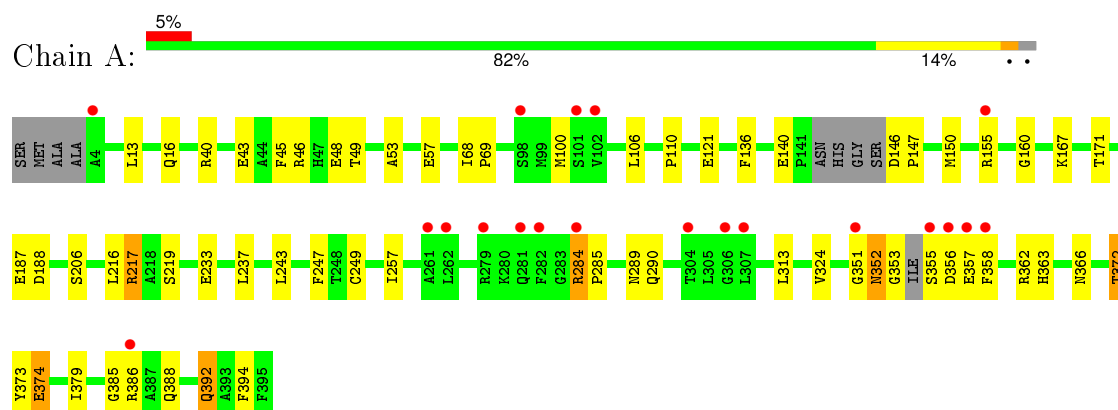 5%
Chain A:
82% 14% • •
SER MET ALA ALA A4 L13 Q16 R40 E43 A44 F45 R46 H47 E48 T49 A53 E57 I68 P69 S98 M99 M100 S101 V102 L106 P110 E121 F136 E140 P141 ASN HIS GLY SER D146 P147 M150 R155 G160 K167 T171
E187 D188 S206 L216 R217 A218 S219 E233 L237 L243 F247 T248 C249 I257 A261 L262 R279 K280 Q281 F282 G283 R284 P285 N289 Q290 T304 L305 G306 L307 L313 V324 G351 N352 G353 ILE S355 D356 E357 F358 R362 H363 N366 T372
Y373 E374 I379 G385 R386 A387 Q388 Q392 A393 F394 F395